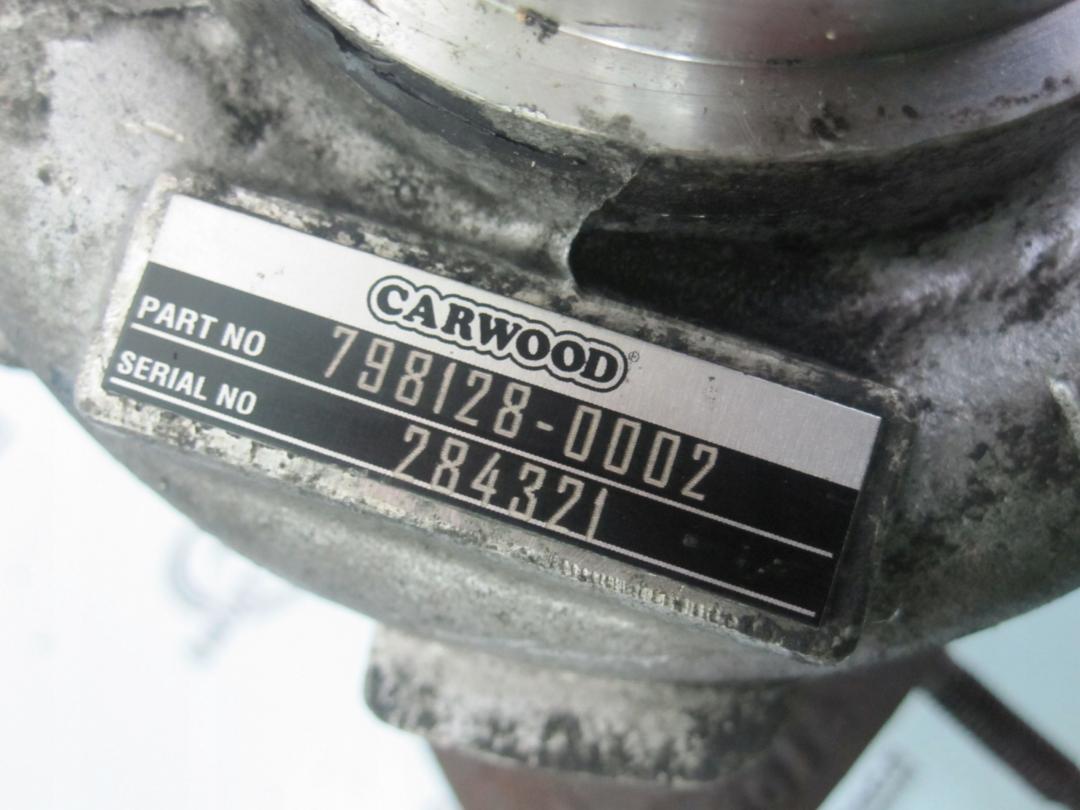 CARWOOD®
PART NO 798128-0002
SERIAL NO 284321